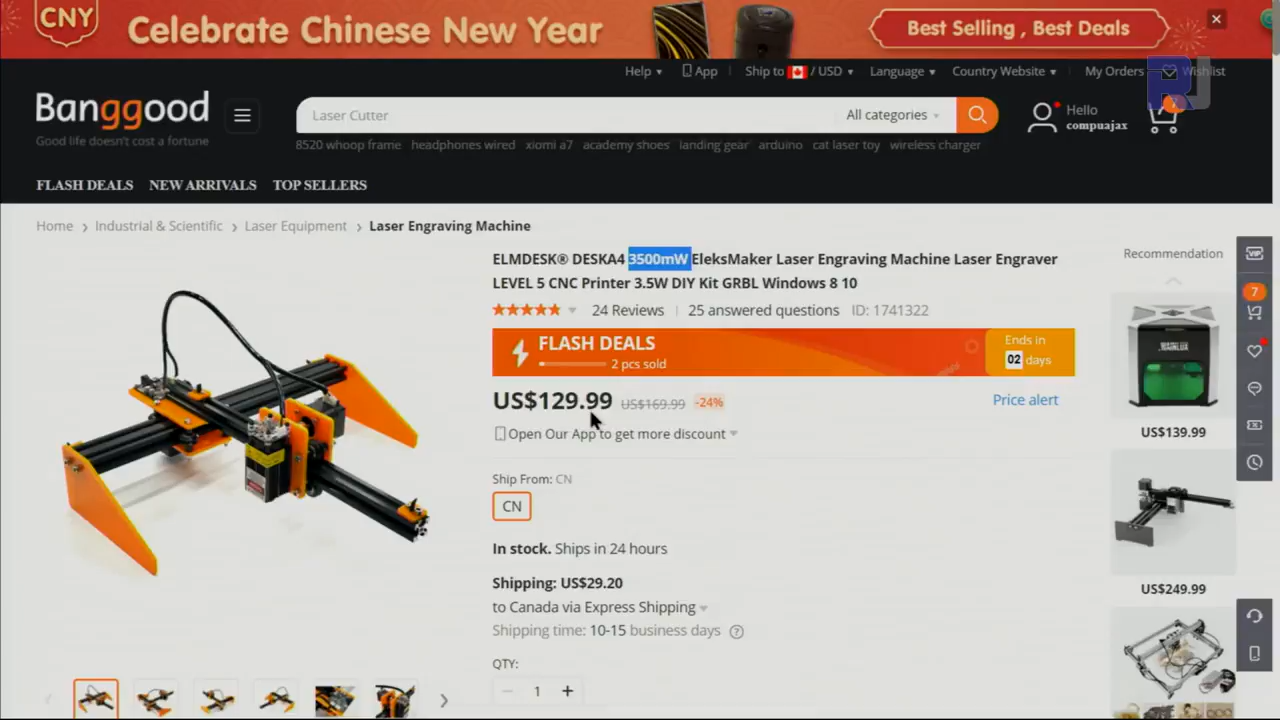 CNY
Celebrate Chinese New Year
Best Selling , Best Deals
Help
App
Ship to / USD
Language
Country Website
My Orders
Wishlist
Banggood
Good life doesn't cost a fortune
Laser Cutter
All categories
Hello
compuajax
8520 whoop frame headphones wired xiomi a7 academy shoes landing gear arduino cat laser toy wireless charger
FLASH DEALS NEW ARRIVALS TOP SELLERS
Home > Industrial & Scientific > Laser Equipment > Laser Engraving Machine
ELMDESK® DESKA4 3500mW EleksMaker Laser Engraving Machine Laser Engraver
LEVEL 5 CNC Printer 3.5W DIY Kit GRBL Windows 8 10
24 Reviews 25 answered questions ID: 1741322
FLASH DEALS
2 pcs sold
Ends in
02 days
US$129.99 US$169.99 -24%
Price alert
Open Our App to get more discount
Ship From: CN
CN
In stock. Ships in 24 hours
Shipping: US$29.20
to Canada via Express Shipping
Shipping time: 10-15 business days ?
QTY:
− 1 +
Recommendation
US$139.99
US$249.99
VIP
7